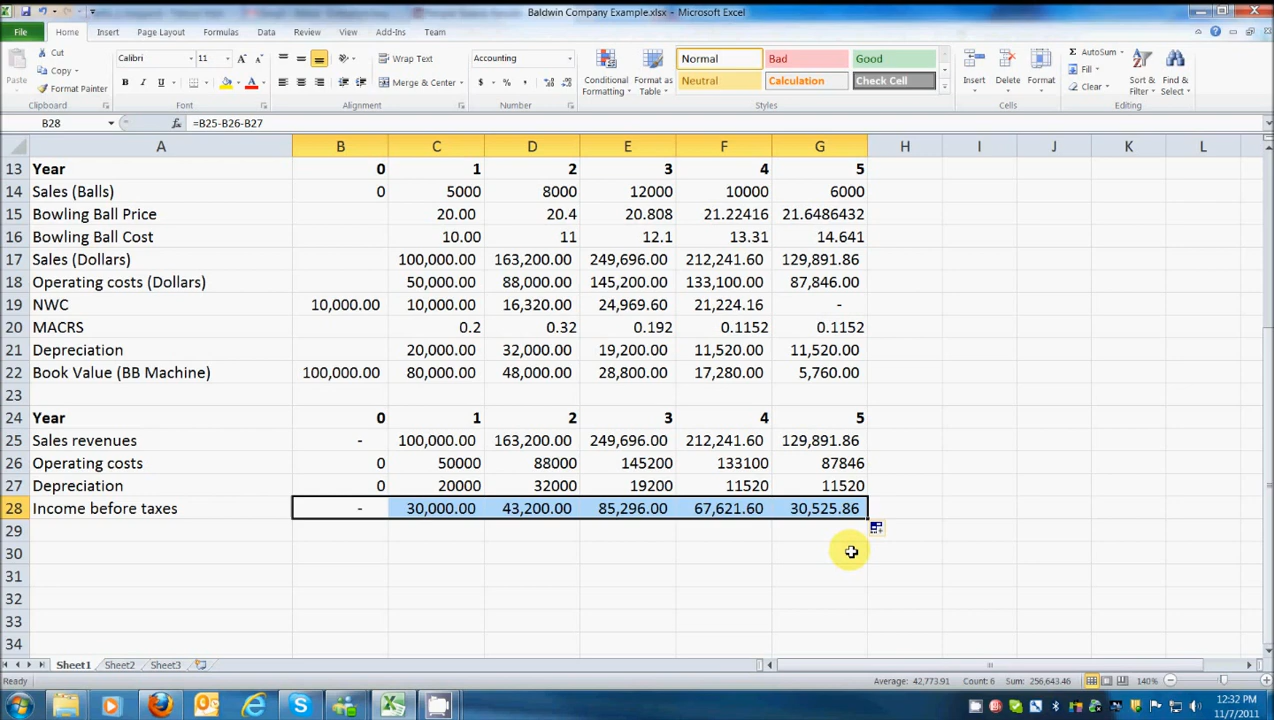 Baldwin Company Example.xlsx - Microsoft Excel
File Home Insert Page Layout Formulas Data Review View Add-Ins Team
Paste Cut Copy Format Painter Clipboard
Calibri 11 A A B I U A Font
Wrap Text Merge & Center Alignment
Accounting $ % , Number
Conditional Formatting Format as Table Normal Bad Good Neutral Calculation Check Cell Styles
Insert Delete Format Cells
Σ AutoSum Fill Clear Sort & Filter Find & Select Editing
B28 fx =B25-B26-B27
A B C D E F G H I J K L
13 Year 0 1 2 3 4 5
14 Sales (Balls) 0 5000 8000 12000 10000 6000
15 Bowling Ball Price 20.00 20.4 20.808 21.22416 21.6486432
16 Bowling Ball Cost 10.00 11 12.1 13.31 14.641
17 Sales (Dollars) 100,000.00 163,200.00 249,696.00 212,241.60 129,891.86
18 Operating costs (Dollars) 50,000.00 88,000.00 145,200.00 133,100.00 87,846.00
19 NWC 10,000.00 10,000.00 16,320.00 24,969.60 21,224.16 -
20 MACRS 0.2 0.32 0.192 0.1152 0.1152
21 Depreciation 20,000.00 32,000.00 19,200.00 11,520.00 11,520.00
22 Book Value (BB Machine) 100,000.00 80,000.00 48,000.00 28,800.00 17,280.00 5,760.00
23
24 Year 0 1 2 3 4 5
25 Sales revenues - 100,000.00 163,200.00 249,696.00 212,241.60 129,891.86
26 Operating costs 0 50000 88000 145200 133100 87846
27 Depreciation 0 20000 32000 19200 11520 11520
28 Income before taxes - 30,000.00 43,200.00 85,296.00 67,621.60 30,525.86
29
30
31
32
33
34
Sheet1 Sheet2 Sheet3
Ready Average: 42,773.91 Count: 6 Sum: 256,643.46 140%
12:32 PM
11/7/2011